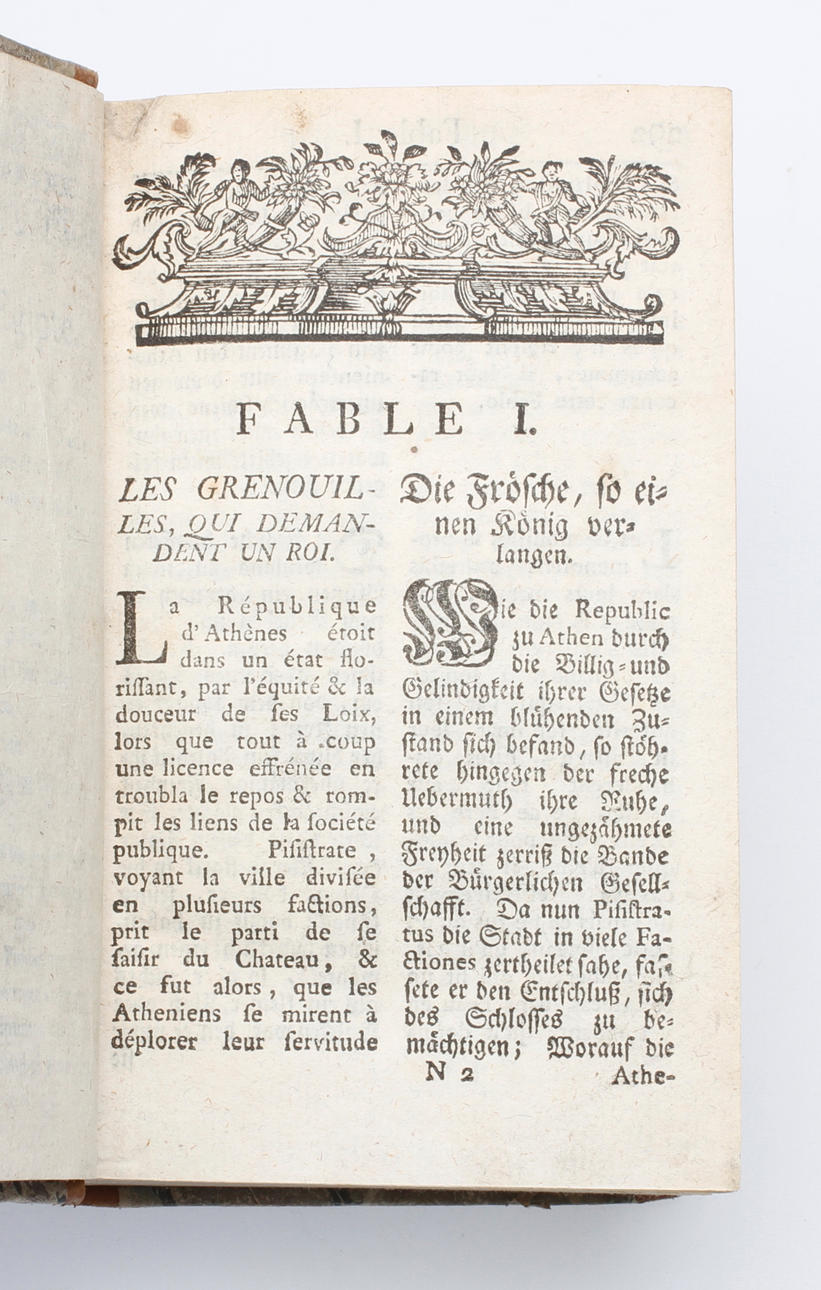 FABLE I.
LES GRENOUIL-
LES, QUI DEMAN-
DENT UN ROI.
La République
d'Athènes étoit
dans un état flo-
riſſant, par l'équité & la
douceur de ſes Loix,
lors que tout à coup
une licence effrénée en
troubla le repos & rom-
pit les liens de la ſociété
publique. Piſiſtrate ,
voyant la ville diviſée
en pluſieurs factions,
prit le parti de ſe
ſaiſir du Chateau, &
ce fut alors, que les
Atheniens ſe mirent à
déplorer leur ſervitude
Die Fröſche, ſo ei⸗
nen König ver⸗
langen.
Wie die Republic
zu Athen durch
die Billig⸗und
Gelindigkeit ihrer Geſetze
in einem blühenden Zu⸗
ſtand ſich befand, ſo ſtöh⸗
rete hingegen der freche
Uebermuth ihre Ruhe,
und eine ungezähmete
Freyheit zerriß die Bande
der Bürgerlichen Geſell⸗
ſchafft. Da nun Piſiſtra-
tus die Stadt in viele Fa-
ctiones zertheilet ſahe, faſ⸗
ſete er den Entſchluß, ſich
des Schloſſes zu be⸗
mächtigen; Worauf die
N 2 Athe-